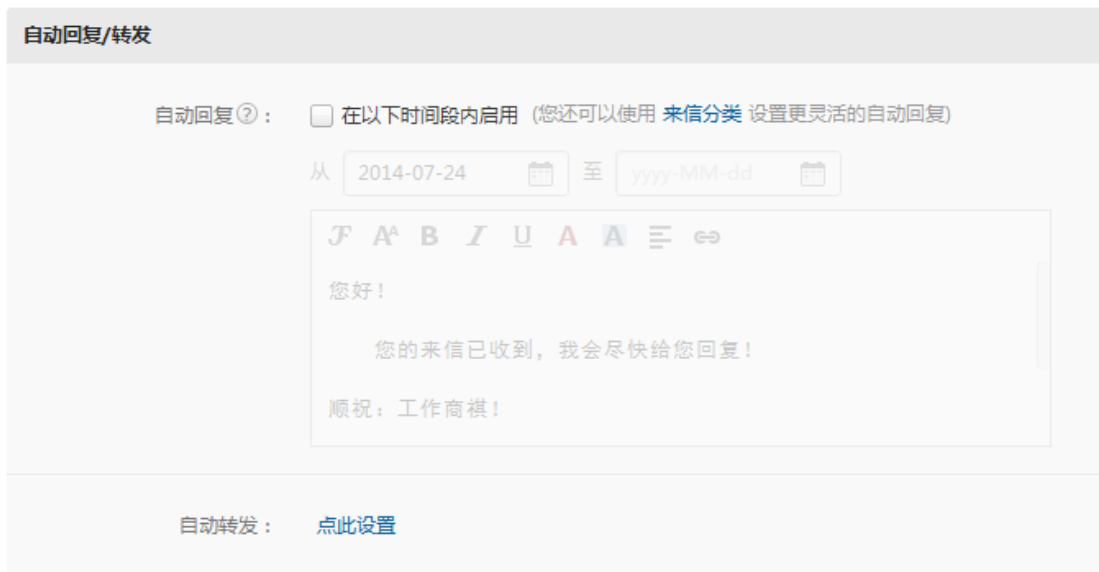 自动回复/转发
自动回复?： 在以下时间段内启用 (您还可以使用 来信分类 设置更灵活的自动回复)
从 2014-07-24 至 yyyy-MM-dd
F AA B I U A A
您好！
您的来信已收到，我会尽快给您回复！
顺祝：工作商祺！
自动转发： 点此设置